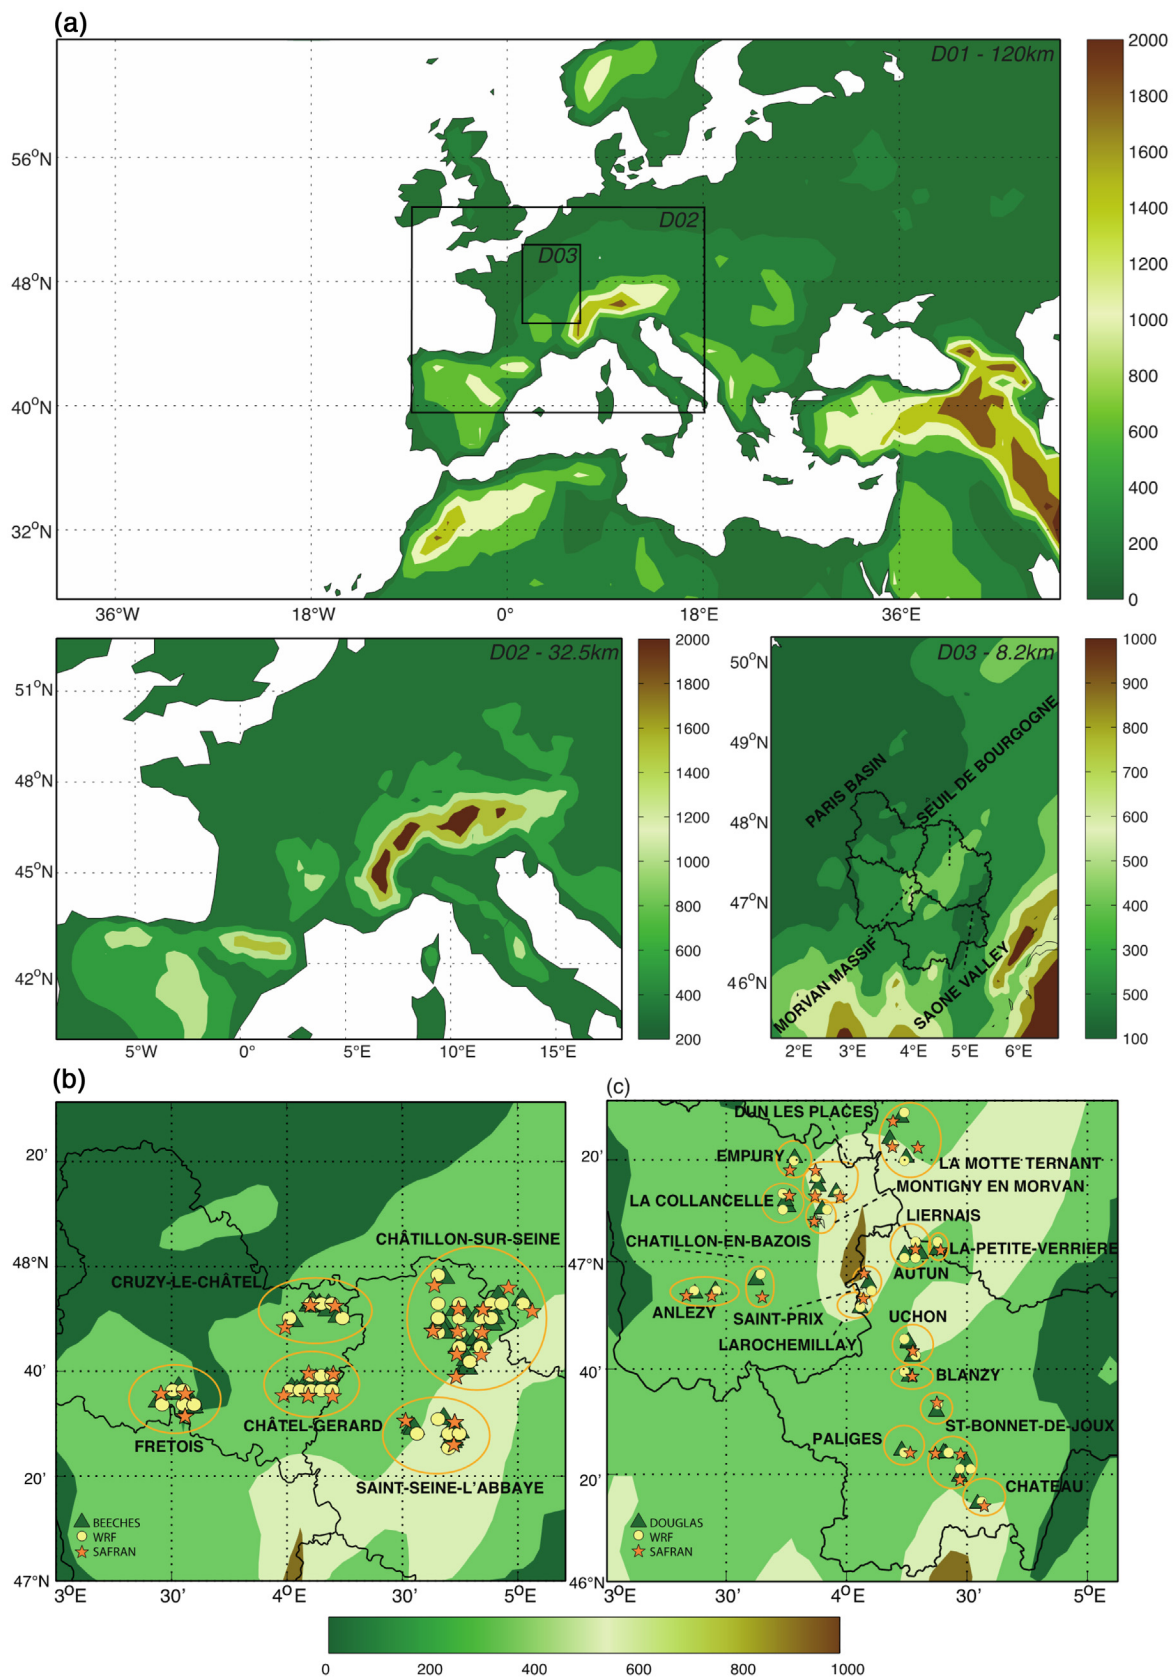 (a)
D01 - 120km
D02
D03
56°N
48°N
40°N
32°N
36°W
18°W
0°
18°E
36°E
2000
1800
1600
1400
1200
1000
800
600
400
200
0
D02 - 32.5km
51°N
48°N
45°N
42°N
5°W
0°
5°E
10°E
15°E
2000
1800
1600
1400
1200
1000
800
600
400
200
D03 - 8.2km
50°N
49°N
48°N
47°N
46°N
PARIS BASIN
SEUIL DE BOURGOGNE
MORVAN MASSIF
SAONE VALLEY
2°E
3°E
4°E
5°E
6°E
1000
900
800
700
600
500
400
300
500
100
(b)
20'
48°N
40'
20'
47°N
3°E
30'
4°E
30'
5°E
CHÂTILLON-SUR-SEINE
CRUZY-LE-CHÂTEL
CHÂTEL-GERARD
FRETOIS
SAINT-SEINE-L'ABBAYE
BEECHES
WRF
SAFRAN
(c)
20'
47°N
40'
20'
46°N
3°E
30'
4°E
30'
5°E
DUN LES PLACES
EMPURY
LA MOTTE TERNANT
LA COLLANCELLE
MONTIGNY EN MORVAN
LIERNAIS
CHATILLON-EN-BAZOIS
LA-PETITE-VERRIERE
AUTUN
ANLEZY
SAINT-PRIX
UCHON
LAROCHEMILLAY
BLANZY
ST-BONNET-DE-JOUX
PALIGES
CHATEAU
DOUGLAS
WRF
SAFRAN
0
200
400
600
800
1000